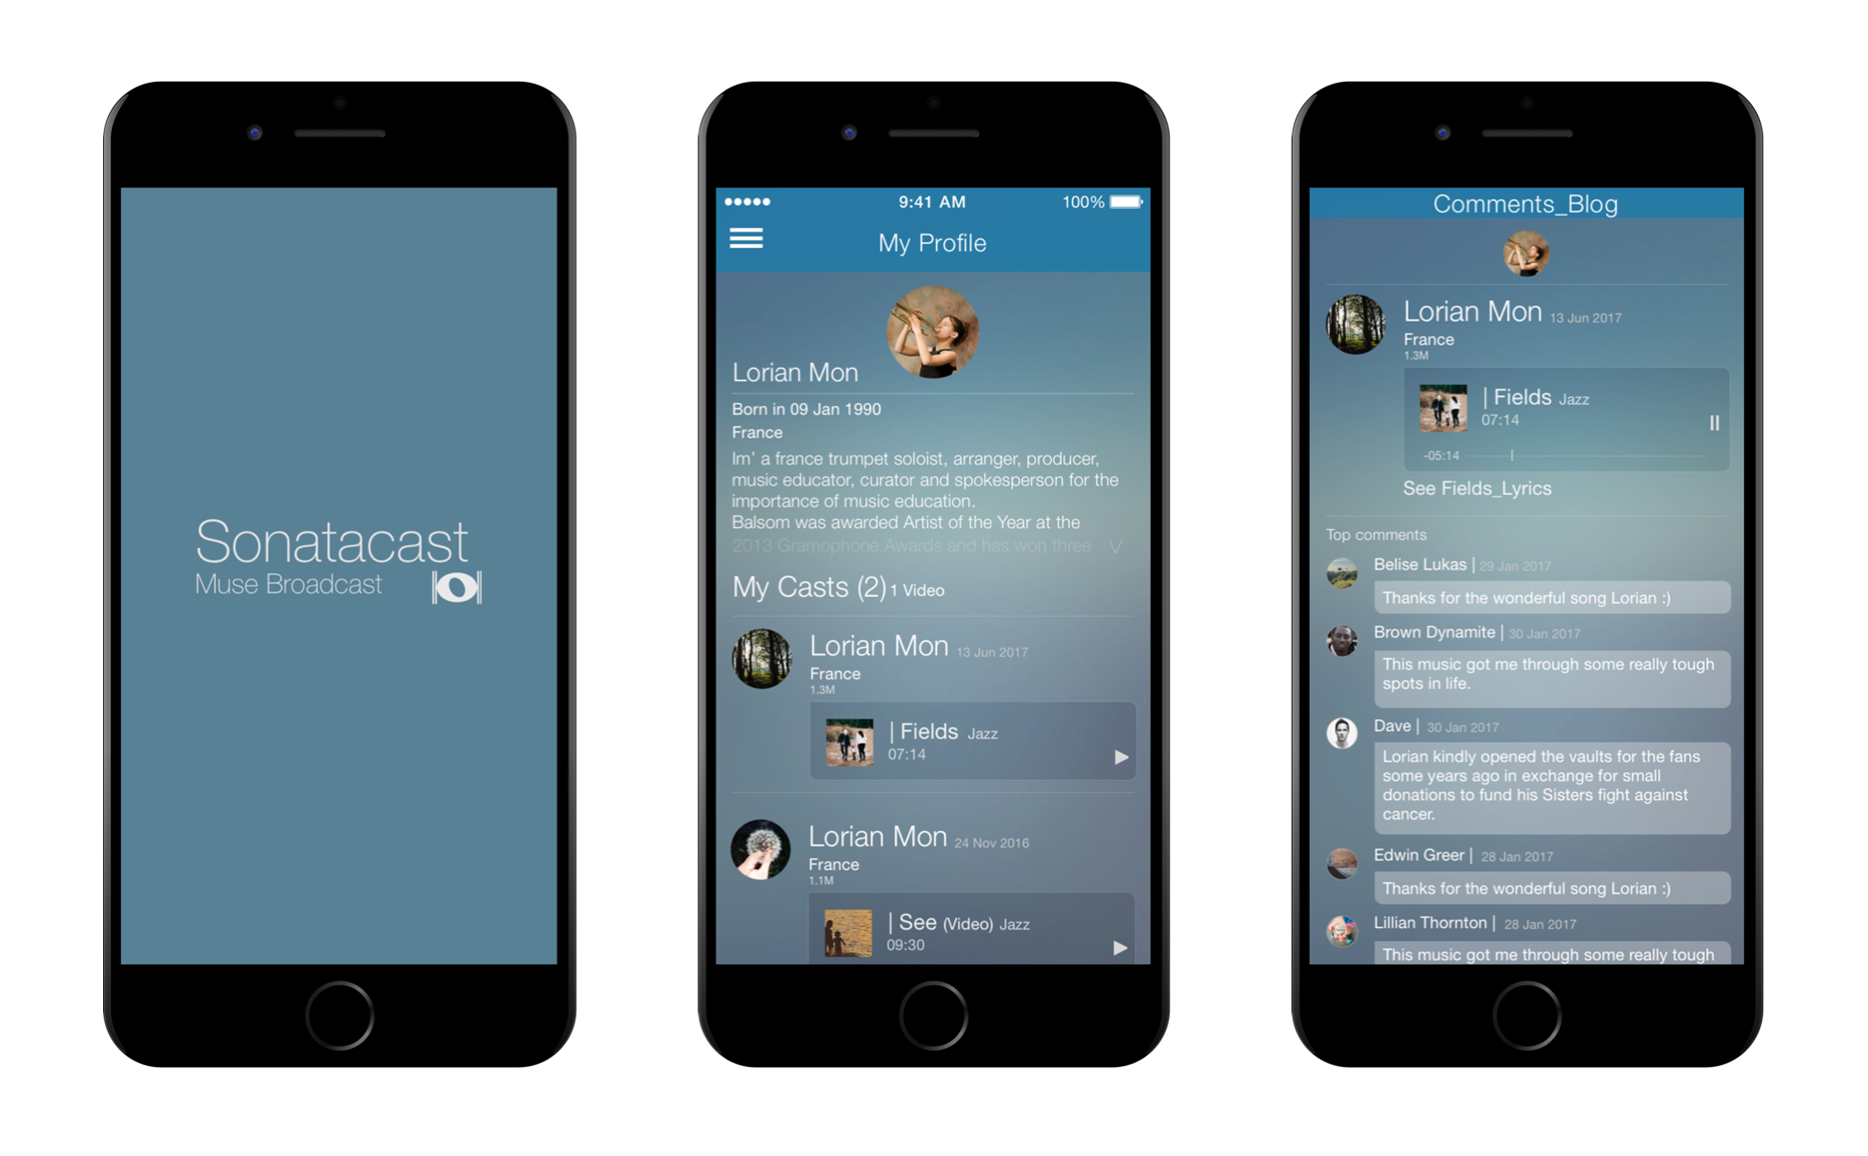 Sonatacast
Muse Broadcast
9:41 AM
100%
My Profile
Lorian Mon
Born in 09 Jan 1990
France
Im' a france trumpet soloist, arranger, producer,
music educator, curator and spokesperson for the
importance of music education.
Balsom was awarded Artist of the Year at the
2013 Gramophone Awards and has won three
My Casts (2) 1 Video
Lorian Mon 13 Jun 2017
France
1.3M
| Fields Jazz
07:14
Lorian Mon 24 Nov 2016
France
1.1M
| See (Video) Jazz
09:30
Comments_Blog
Lorian Mon 13 Jun 2017
France
1.3M
| Fields Jazz
07:14
-05:14
See Fields_Lyrics
Top comments
Belise Lukas | 29 Jan 2017
Thanks for the wonderful song Lorian :)
Brown Dynamite | 30 Jan 2017
This music got me through some really tough
spots in life.
Dave | 30 Jan 2017
Lorian kindly opened the vaults for the fans
some years ago in exchange for small
donations to fund his Sisters fight against
cancer.
Edwin Greer | 28 Jan 2017
Thanks for the wonderful song Lorian :)
Lillian Thornton | 28 Jan 2017
This music got me through some really tough